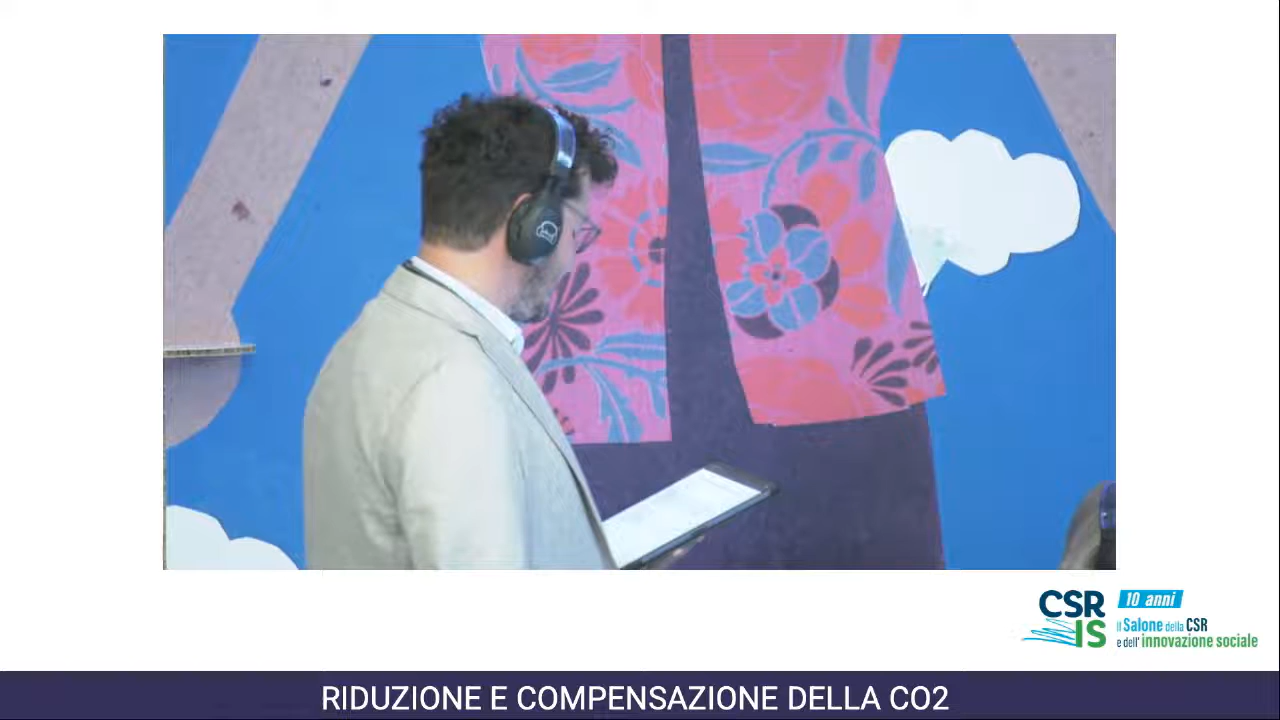 CSR
IS
10 anni
il Salone della CSR
e dell'innovazione sociale
RIDUZIONE E COMPENSAZIONE DELLA CO2